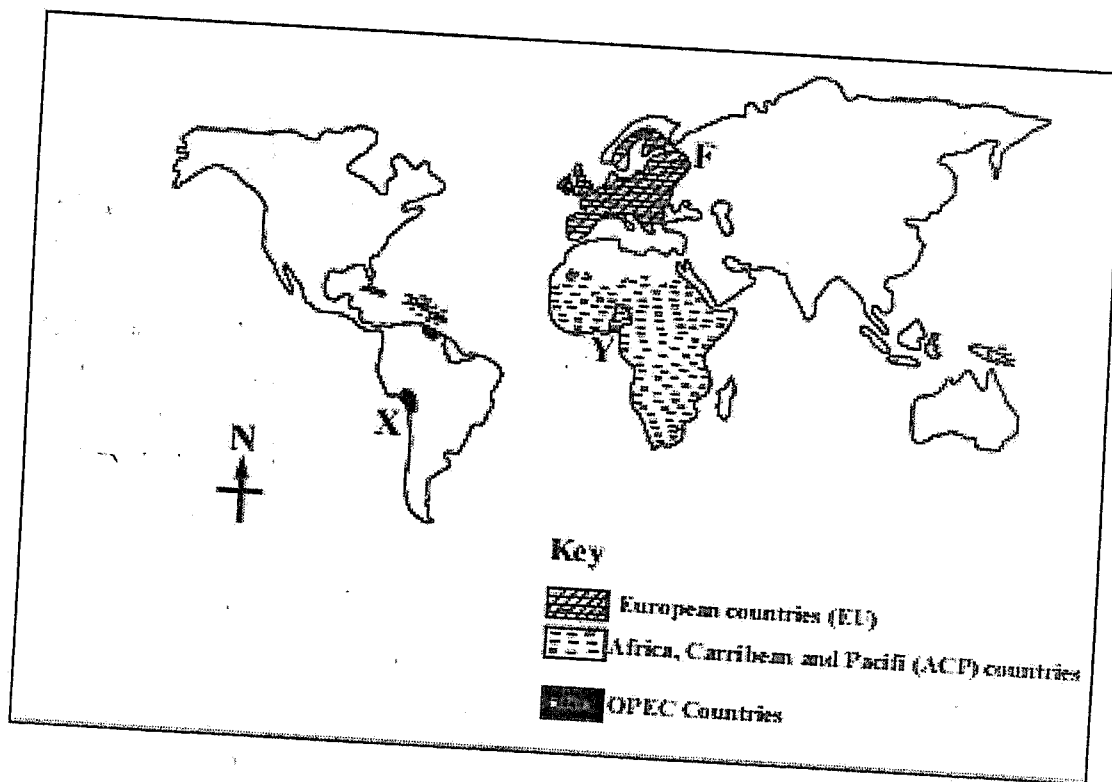 F
Y
X
N
Key
European countries (EU)
Africa, Carribean and Pacifi (ACP) countries
OPEC Countries